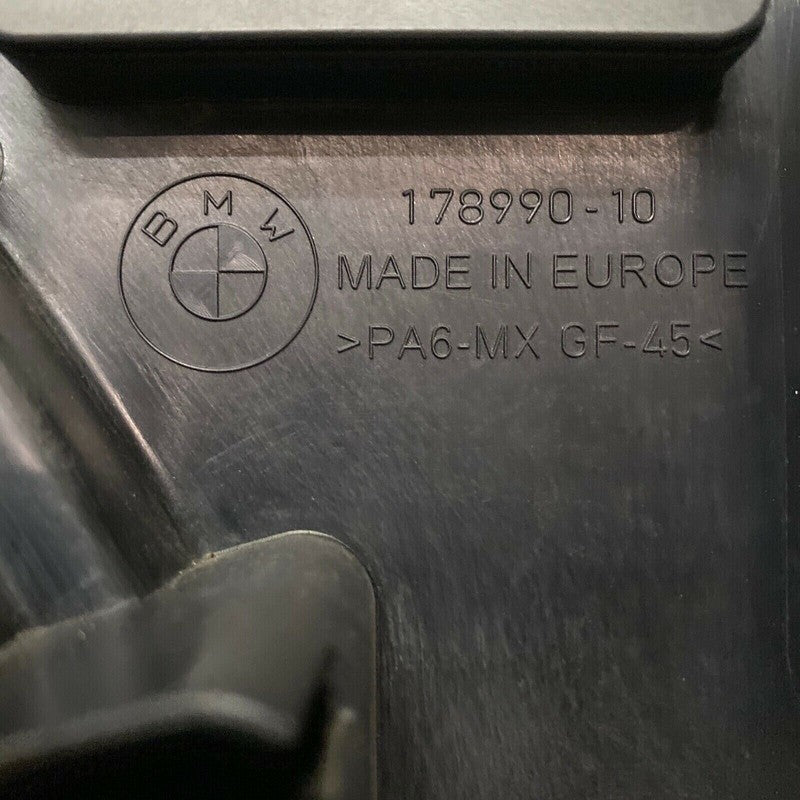 BMW
178990-10
MADE IN EUROPE
>PA6-MX GF-45<